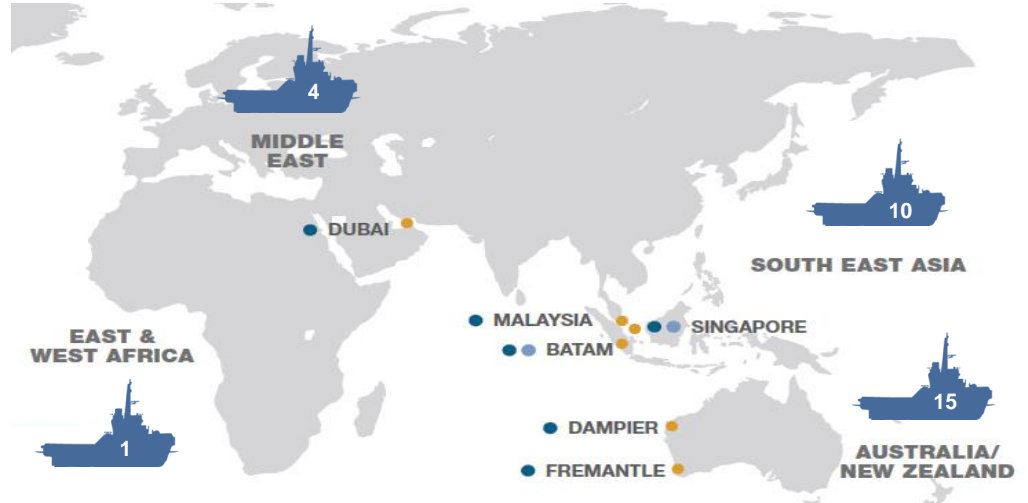 4
MIDDLE
EAST
10
DUBAI
SOUTH EAST ASIA
MALAYSIA
SINGAPORE
BATAM
EAST &
WEST AFRICA
1
15
DAMPIER
AUSTRALIA/
NEW ZEALAND
FREMANTLE